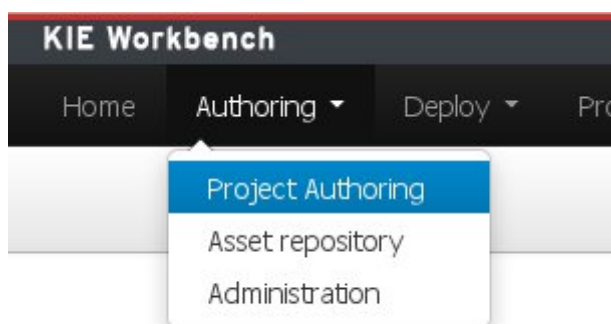 KIE Workbench
Home Authoring Deploy
Project Authoring
Asset repository
Administration